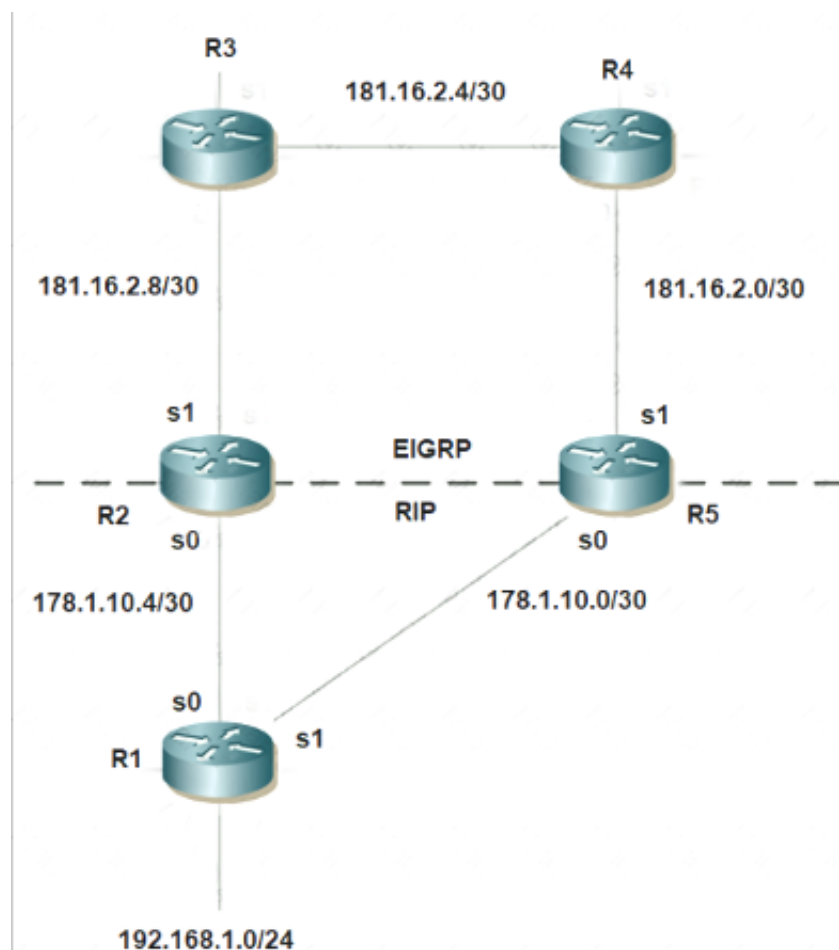 R3
R4
181.16.2.4/30
181.16.2.8/30
181.16.2.0/30
s1
s1
EIGRP
R2
RIP
R5
s0
s0
178.1.10.4/30
178.1.10.0/30
s0
s1
R1
192.168.1.0/24